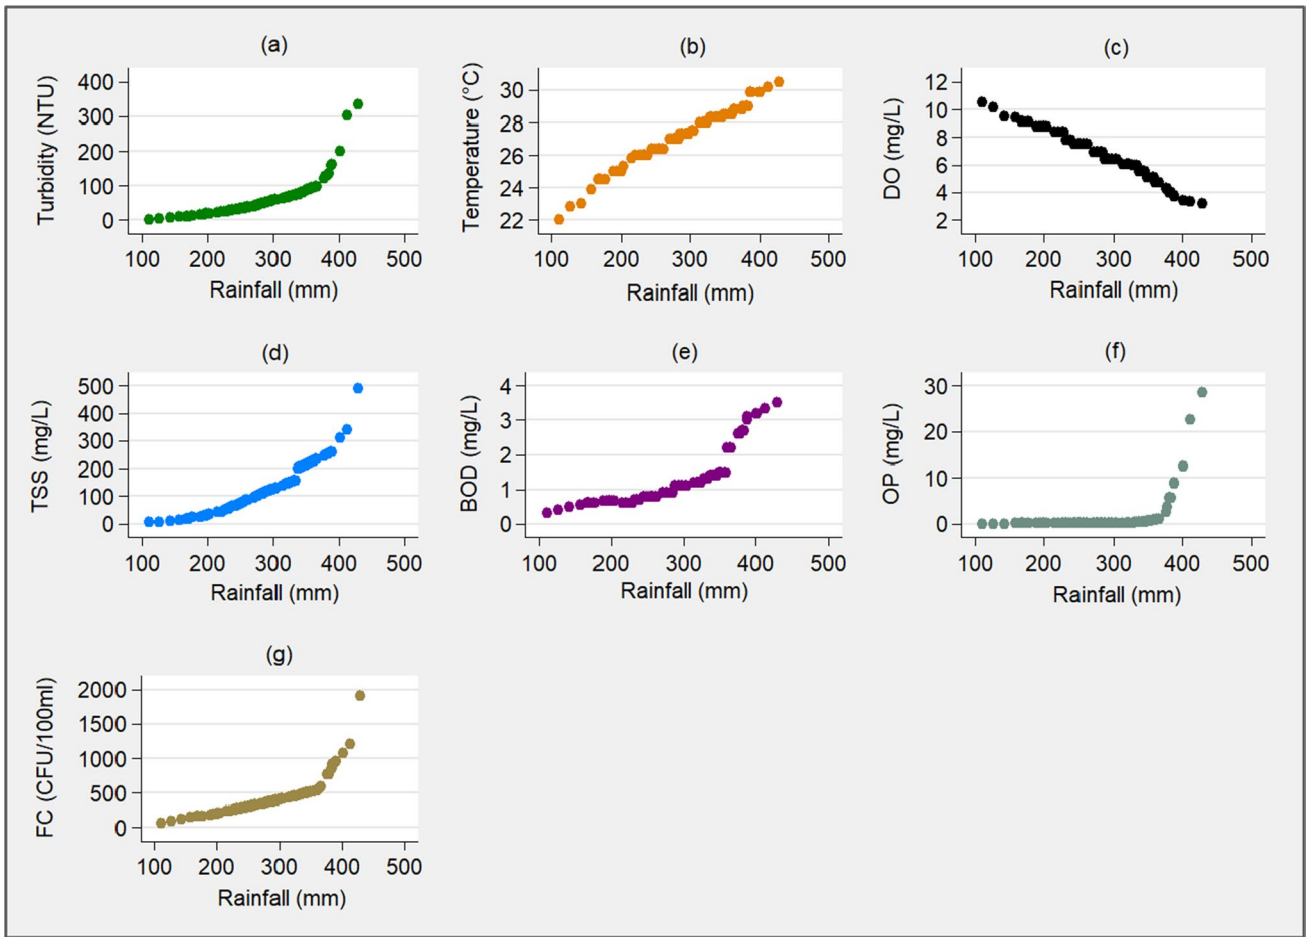 (a)
Turbidity (NTU)
400
300
200
100
0
100 200 300 400 500
Rainfall (mm)
(b)
Temperature (°C)
30
28
26
24
22
100 200 300 400 500
Rainfall (mm)
(c)
DO (mg/L)
12
10
8
6
4
2
100 200 300 400 500
Rainfall (mm)
(d)
TSS (mg/L)
500
400
300
200
100
0
100 200 300 400 500
Rainfall (mm)
(e)
BOD (mg/L)
4
3
2
1
0
100 200 300 400 500
Rainfall (mm)
(f)
OP (mg/L)
30
20
10
0
100 200 300 400 500
Rainfall (mm)
(g)
FC (CFU/100ml)
2000
1500
1000
500
0
100 200 300 400 500
Rainfall (mm)